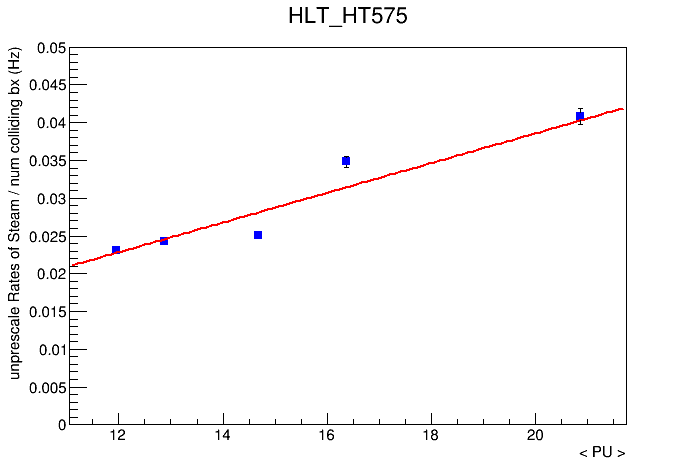 HLT_HT575
unprescale Rates of Steam / num colliding bx (Hz)
0.05
0.045
0.04
0.035
0.03
0.025
0.02
0.015
0.01
0.005
0
12 14 16 18 20
< PU >